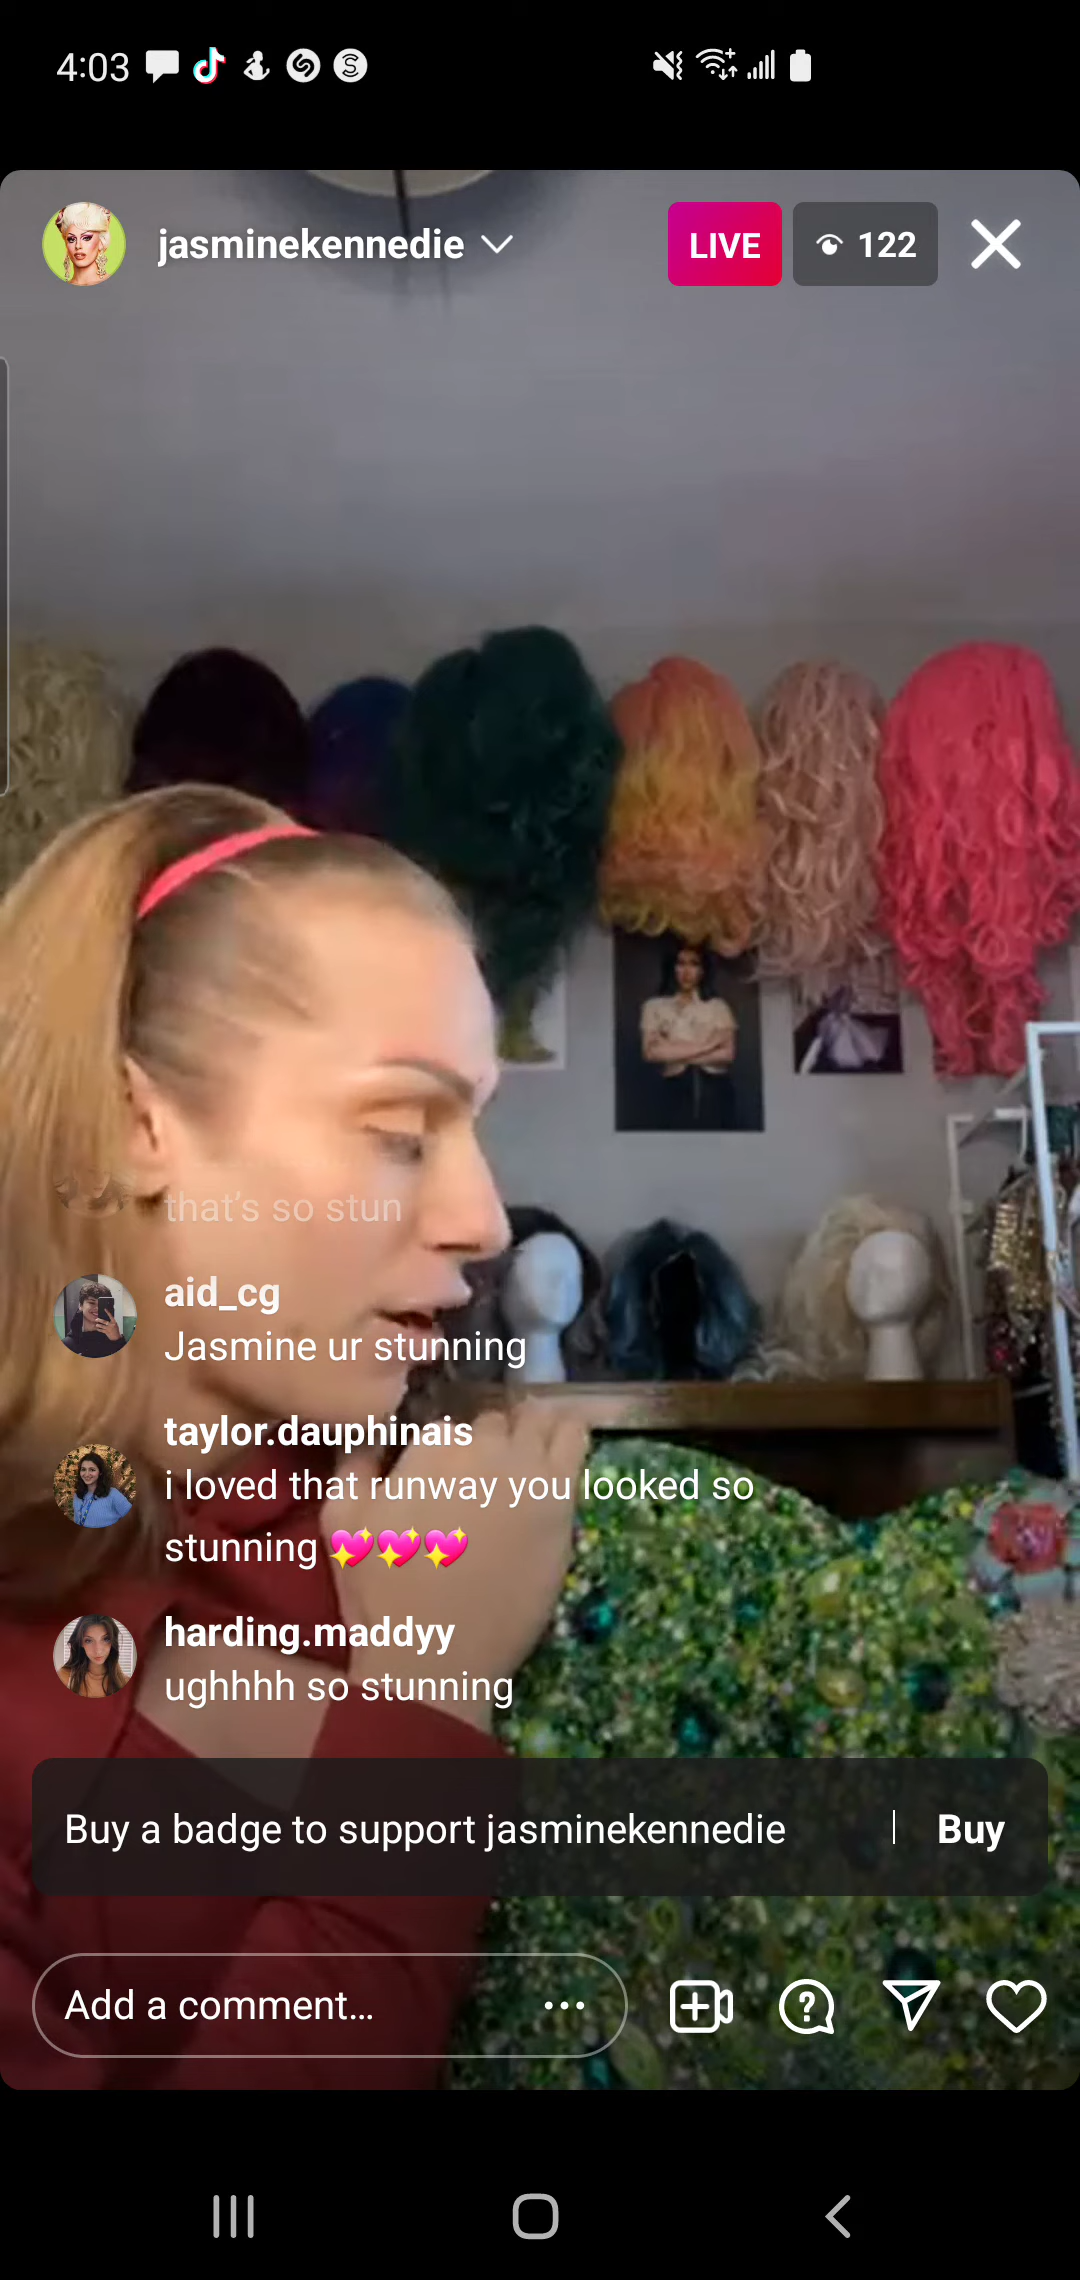 4:03
jasminekennedie
LIVE
122
that's so stun
aid_cg
Jasmine ur stunning
taylor.dauphinais
i loved that runway you looked so
stunning 💖💖💖
harding.maddyy
ughhhh so stunning
Buy a badge to support jasminekennedie | Buy
Add a comment...